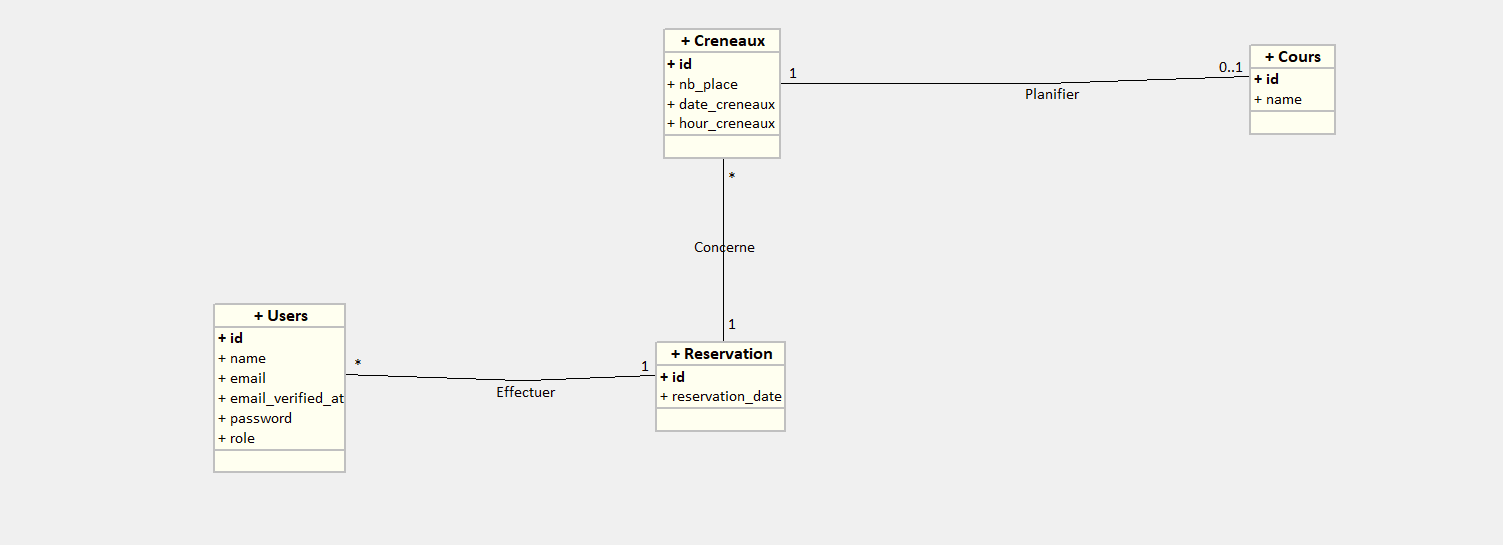 + Creneaux
+ id
+ nb_place
+ date_creneaux
+ hour_creneaux
1
0..1
Planifier
+ Cours
+ id
+ name
*
Concerne
1
+ Users
+ id
+ name
+ email
+ email_verified_at
+ password
+ role
*
1
Effectuer
+ Reservation
+ id
+ reservation_date